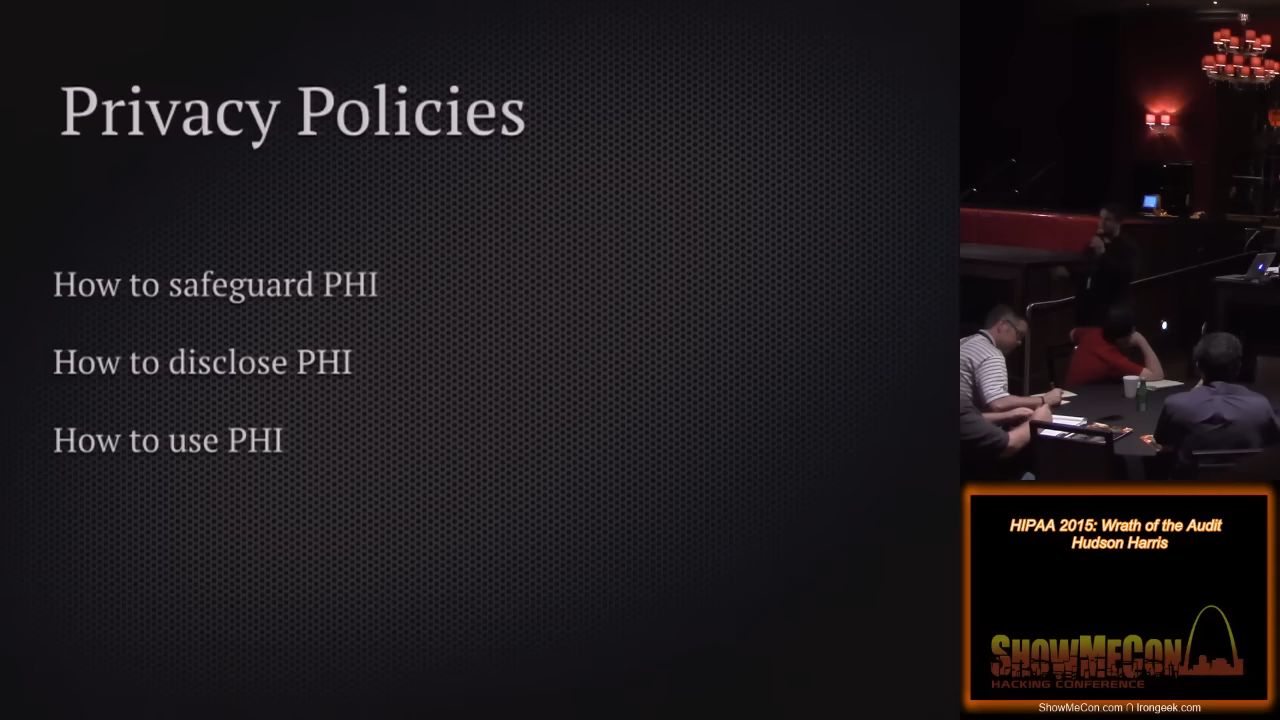 Privacy Policies
How to safeguard PHI
How to disclose PHI
How to use PHI
HIPAA 2015: Wrath of the Audit
Hudson Harris
ShowMeCon
HACKING CONFERENCE
ShowMeCon.com ∩ Irongeek.com